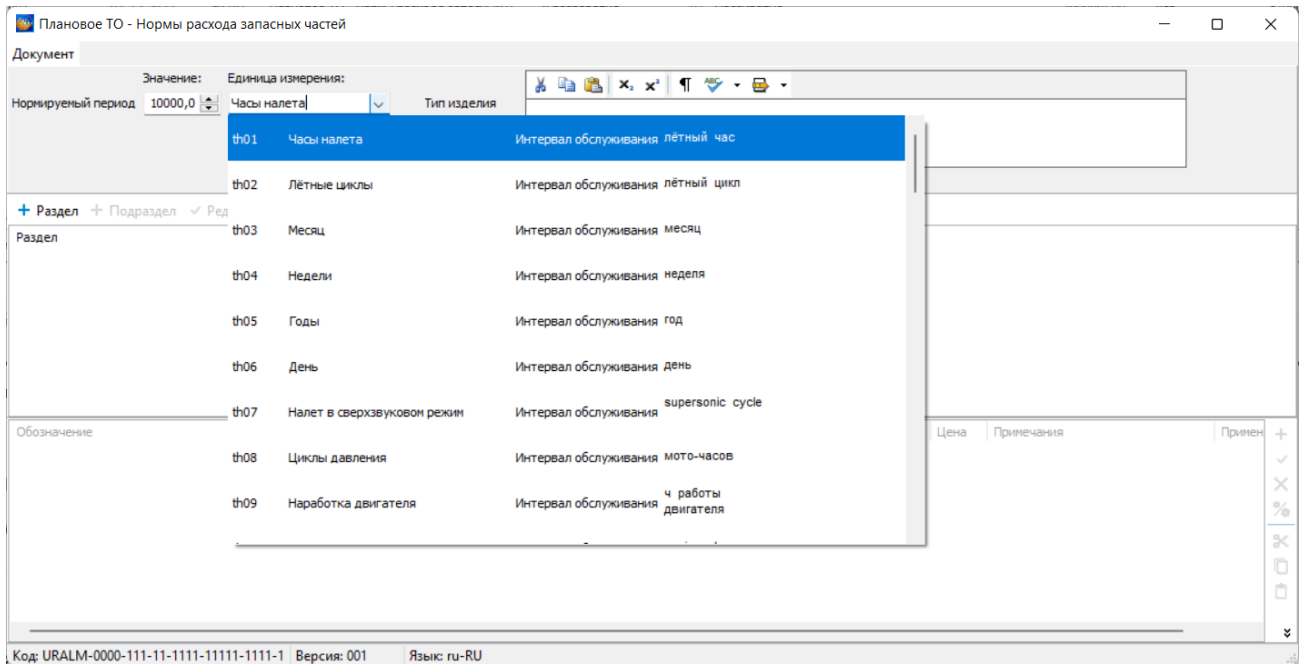 Плановое ТО - Нормы расхода запасных частей
Документ
Значение: Единица измерения:
Нормируемый период 10000,0 Часы налета Тип изделия
th01 Часы налета Интервал обслуживания лётный час
th02 Лётные циклы Интервал обслуживания лётный цикл
+ Раздел + Подраздел Ред
th03 Месяц Интервал обслуживания месяц
Раздел
th04 Недели Интервал обслуживания неделя
th05 Годы Интервал обслуживания год
th06 День Интервал обслуживания день
th07 Налет в сверхзвуковом режим Интервал обслуживания supersonic cycle
Обозначение Цена Примечания Примен
th08 Циклы давления Интервал обслуживания мото-часов
th09 Наработка двигателя Интервал обслуживания ч работы
двигателя
Код: URALM-0000-111-11-1111-11111-1111-1 Версия: 001 Язык: ru-RU